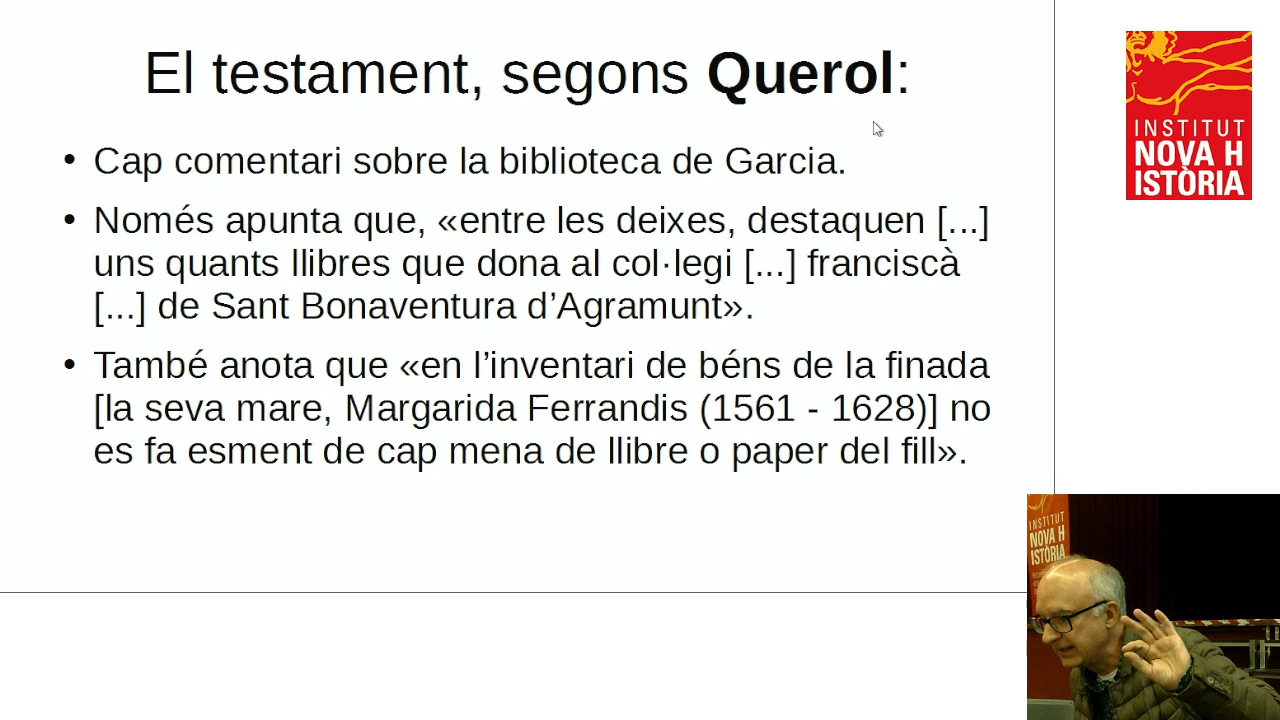 El testament, segons Querol:
• Cap comentari sobre la biblioteca de Garcia.
• Només apunta que, «entre les deixes, destaquen [...]
uns quants llibres que dona al col·legi [...] franciscà
[...] de Sant Bonaventura d’Agramunt».
• També anota que «en l’inventari de béns de la finada
[la seva mare, Margarida Ferrandis (1561 - 1628)] no
es fa esment de cap mena de llibre o paper del fill».
INSTITUT
NOVA H
ISTÒRIA
INSTITUT
NOVA H
ISTÒRIA